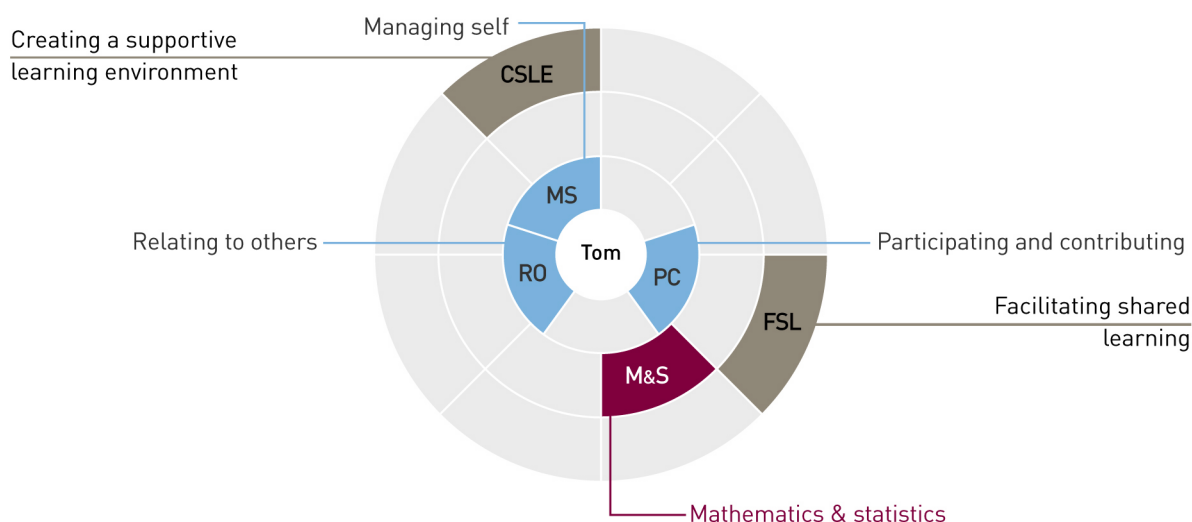 Managing self
Creating a supportive
learning environment
CSLE
MS
Relating to others
Tom
Participating and contributing
RO
PC
Facilitating shared
learning
FSL
M&S
Mathematics & statistics